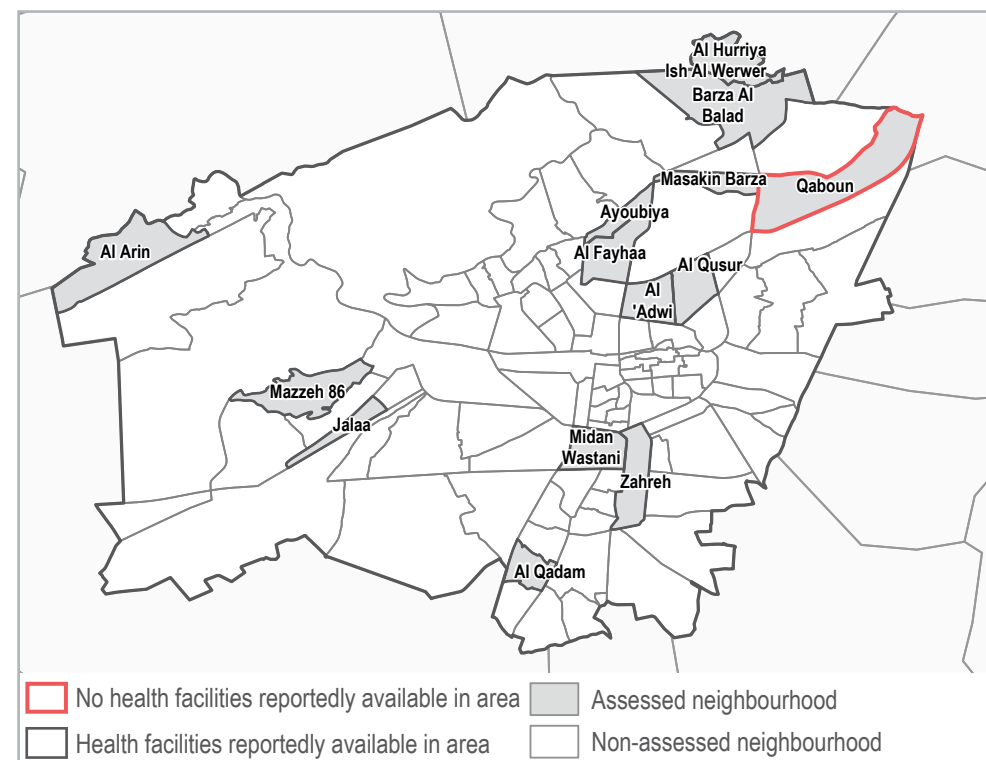 Al Hurriya
Ish Al Werwer
Barza Al
Balad
Masakin Barza
Qaboun
Ayoubiya
Al Arin
Al Fayhaa
Al Qusur
Al
'Adwi
Mazzeh 86
Jalaa
Midan
Wastani
Zahreh
Al Qadam
No health facilities reportedly available in area
Assessed neighbourhood
Health facilities reportedly available in area
Non-assessed neighbourhood